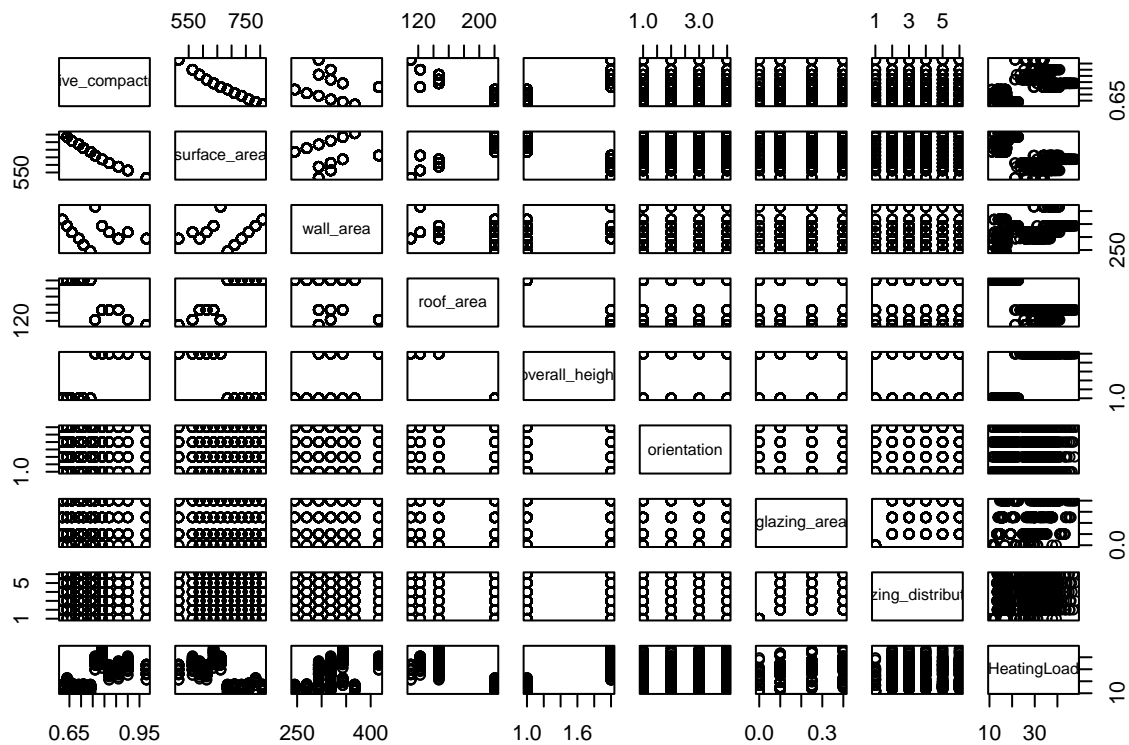 550 750
120 200
1.0 3.0
1 3 5
ive_compact
0.65
550
surface_area
wall_area
250
120
roof_area
overall_heigh
1.0
1.0
orientation
glazing_area
0.0
1 5
zing_distribut
HeatingLoad
10
0.65 0.95
250 400
1.0 1.6
0.0 0.3
10 30